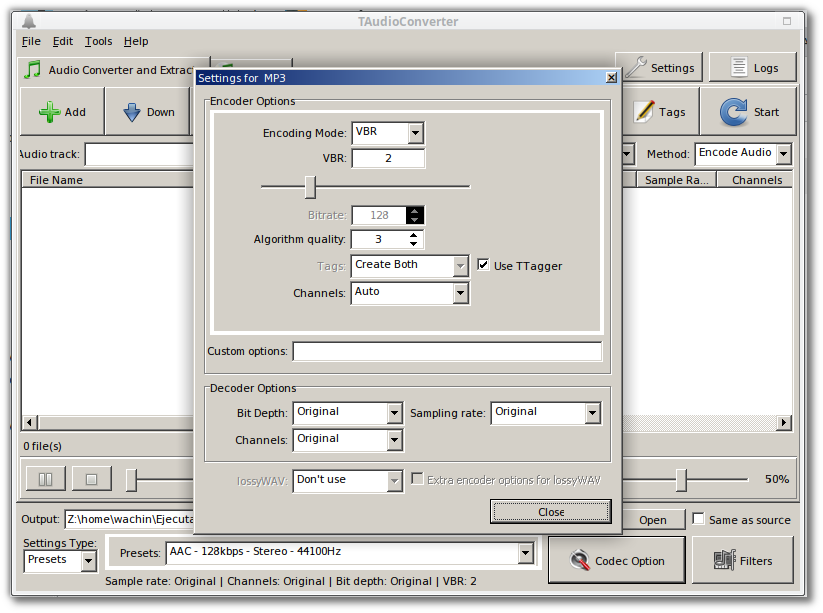 TAudioConverter
File Edit Tools Help
Audio Converter and Extrac
Settings
Logs
Add
Down
Tags
Start
Audio track:
Method: Encode Audio
File Name
Sample Ra...
Channels
Settings for MP3
Encoder Options
Encoding Mode: VBR
VBR: 2
Bitrate: 128
Algorithm quality: 3
Tags: Create Both
Use TTagger
Channels: Auto
Custom options:
Decoder Options
Bit Depth: Original
Sampling rate: Original
Channels: Original
lossyWAV: Don't use
Extra encoder options for lossyWAV
Close
0 file(s)
50%
Output: Z:\home\wachin\Ejecuta
Open
Same as source
Settings Type:
Presets
Presets: AAC - 128kbps - Stereo - 44100Hz
Codec Option
Filters
Sample rate: Original | Channels: Original | Bit depth: Original | VBR: 2